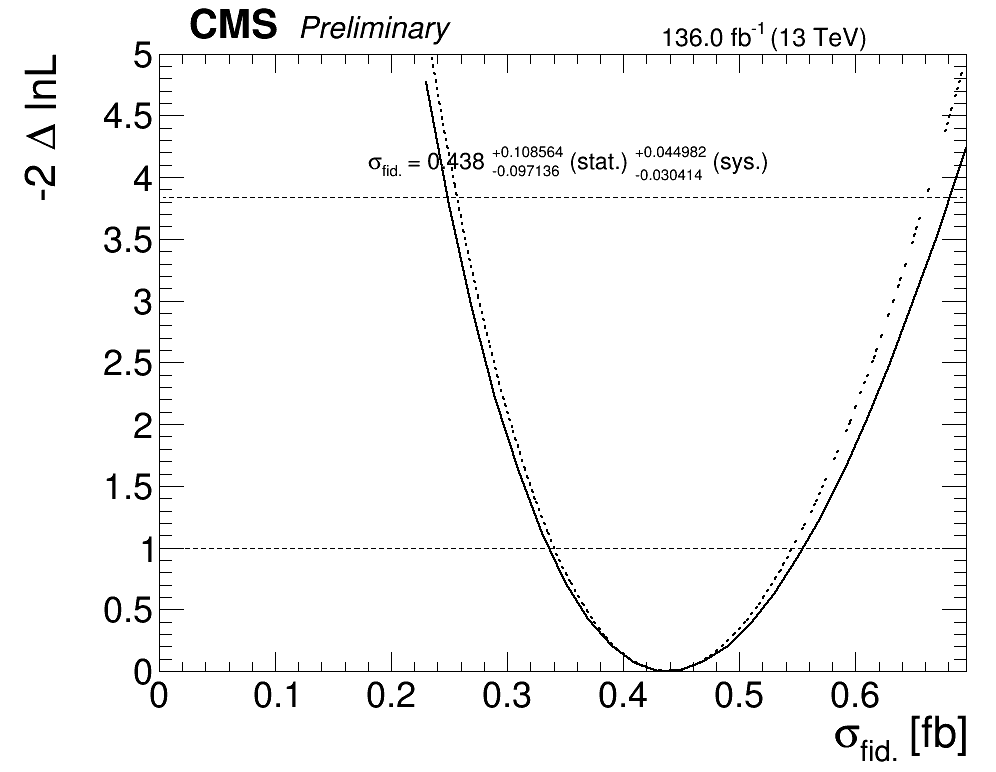 CMS Preliminary
136.0 fb-1 (13 TeV)
-2 Δ lnL
5
4.5
4
3.5
3
2.5
2
1.5
1
0.5
0
σfid. = 0.438 +0.108564 -0.097136 (stat.) +0.044982 -0.030414 (sys.)
0 0.1 0.2 0.3 0.4 0.5 0.6
σfid. [fb]